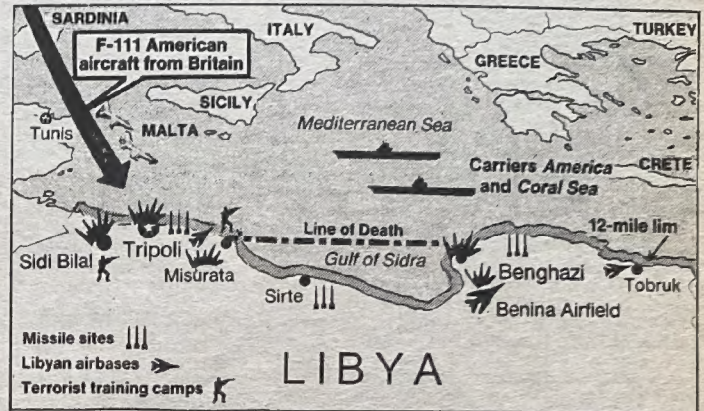 SARDINIA
ITALY
TURKEY
F-111 American
aircraft from Britain
GREECE
SICILY
Tunis
MALTA
Mediterranean Sea
Carriers America
and Coral Sea
CRETE
12-mile lim
Line of Death
Sidi Bilal
Tripoli
Misurata
Gulf of Sidra
Sirte
Benghazi
Benina Airfield
Tobruk
Missile sites
Libyan airbases
Terrorist training camps
LIBYA